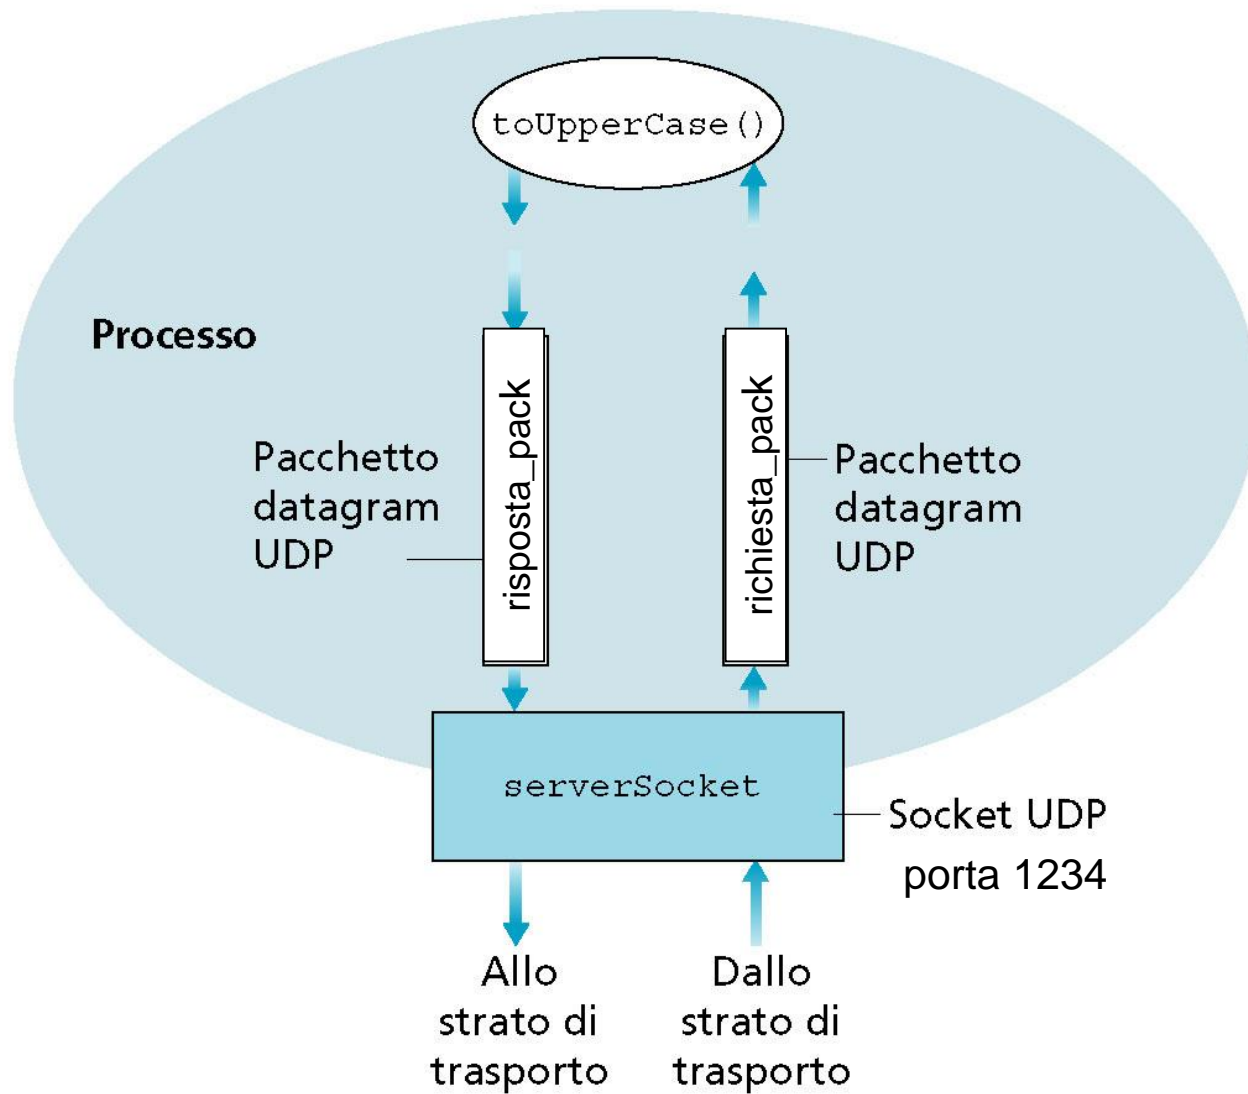 toUpperCase()
Processo
risposta_pack
richiesta_pack
Pacchetto
datagram
UDP
Pacchetto
datagram
UDP
serverSocket
Socket UDP
porta 1234
Allo
strato di
trasporto
Dallo
strato di
trasporto